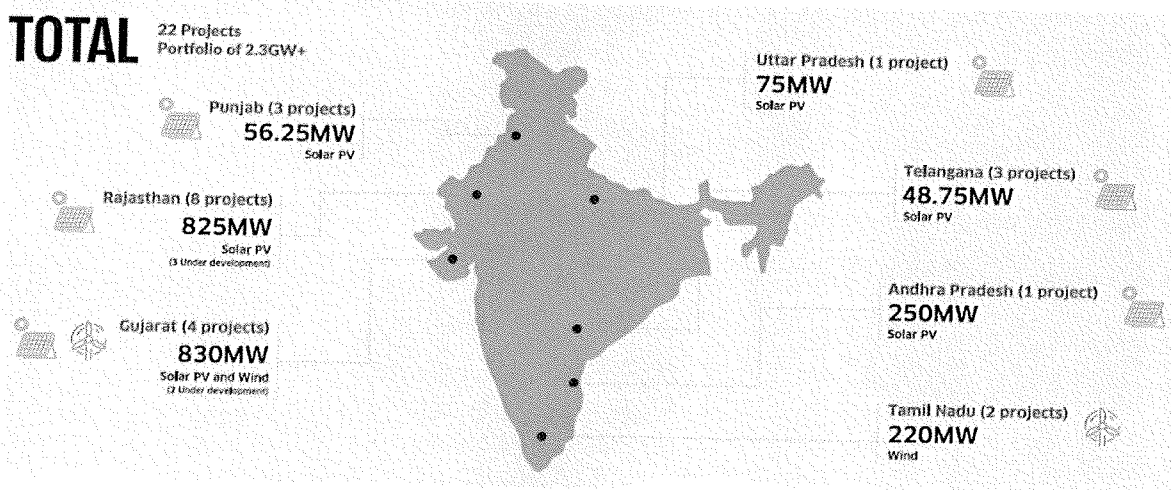 TOTAL
22 Projects
Portfolio of 2.3GW+
Punjab (3 projects)
56.25MW
Solar PV
Rajasthan (8 projects)
825MW
Solar PV
(3 Under development)
Gujarat (4 projects)
830MW
Solar PV and Wind
(2 Under development)
Uttar Pradesh (1 project)
75MW
Solar PV
Telangana (3 projects)
48.75MW
Solar PV
Andhra Pradesh (1 project)
250MW
Solar PV
Tamil Nadu (2 projects)
220MW
Wind